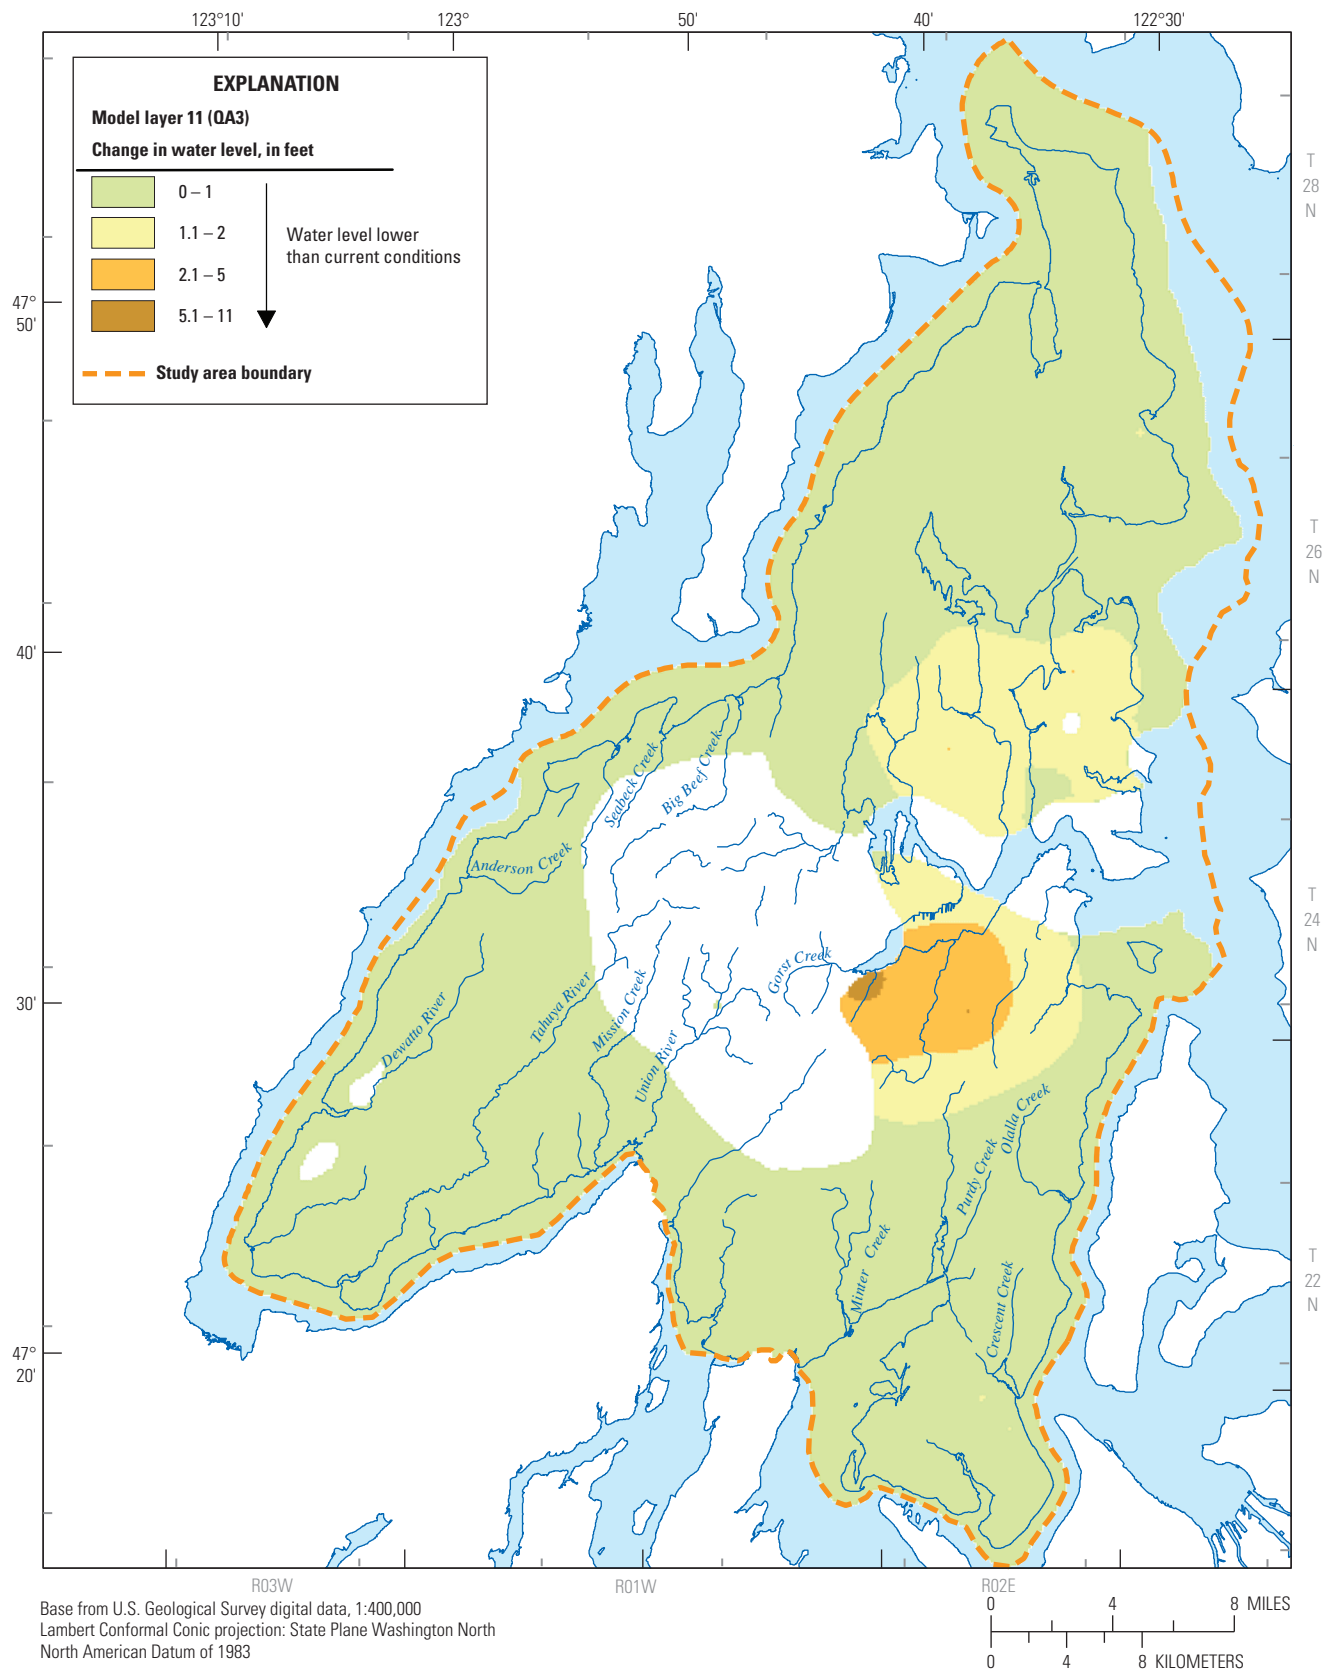 123°10'
123°
50'
40'
122°30'
EXPLANATION
Model layer 11 (QA3)
Change in water level, in feet
0 – 1
1.1 – 2
2.1 – 5
5.1 – 11
Water level lower
than current conditions
Study area boundary
T
28
N
47°
50'
T
26
N
40'
Seabeck Creek
Big Beef Creek
Anderson Creek
T
24
N
Gorst Creek
30'
Dewatto River
Tahuya River
Mission Creek
Union River
Olalla Creek
Purdy Creek
Minter Creek
Crescent Creek
T
22
N
47°
20'
R03W
R01W
R02E
Base from U.S. Geological Survey digital data, 1:400,000
Lambert Conformal Conic projection: State Plane Washington North
North American Datum of 1983
0 4 8 MILES
0 4 8 KILOMETERS